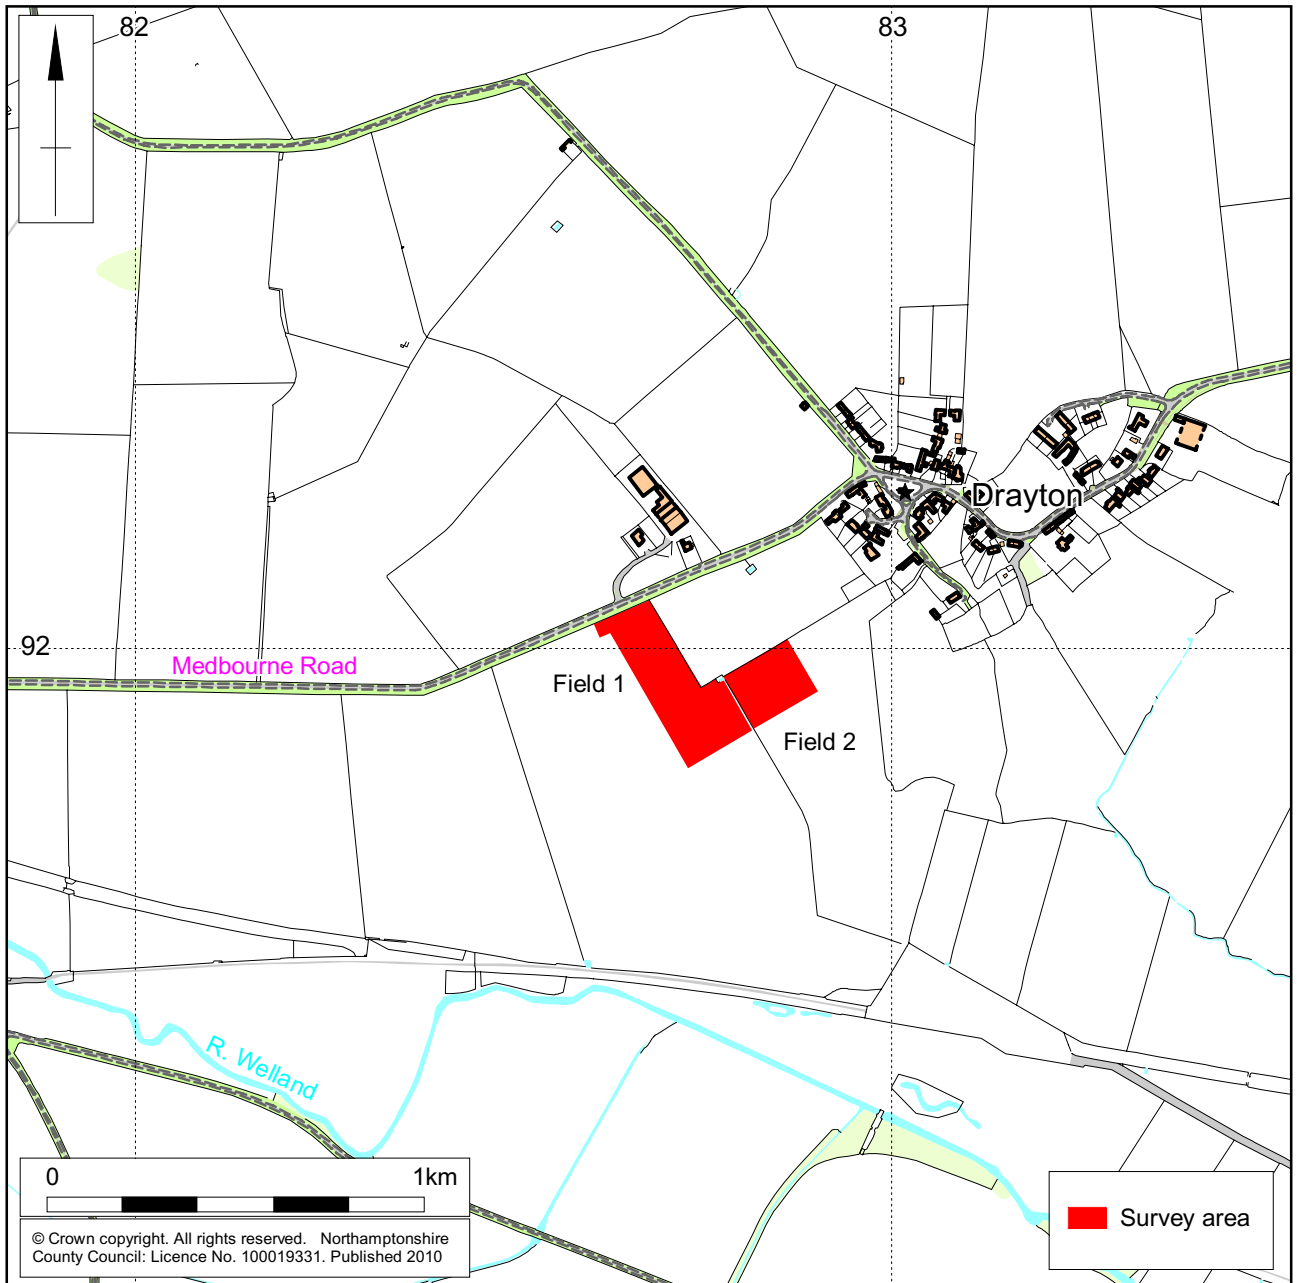 82
83
Drayton
92
Medbourne Road
Field 1
Field 2
R. Welland
0 1km
© Crown copyright. All rights reserved. Northamptonshire
County Council: Licence No. 100019331. Published 2010
Survey area